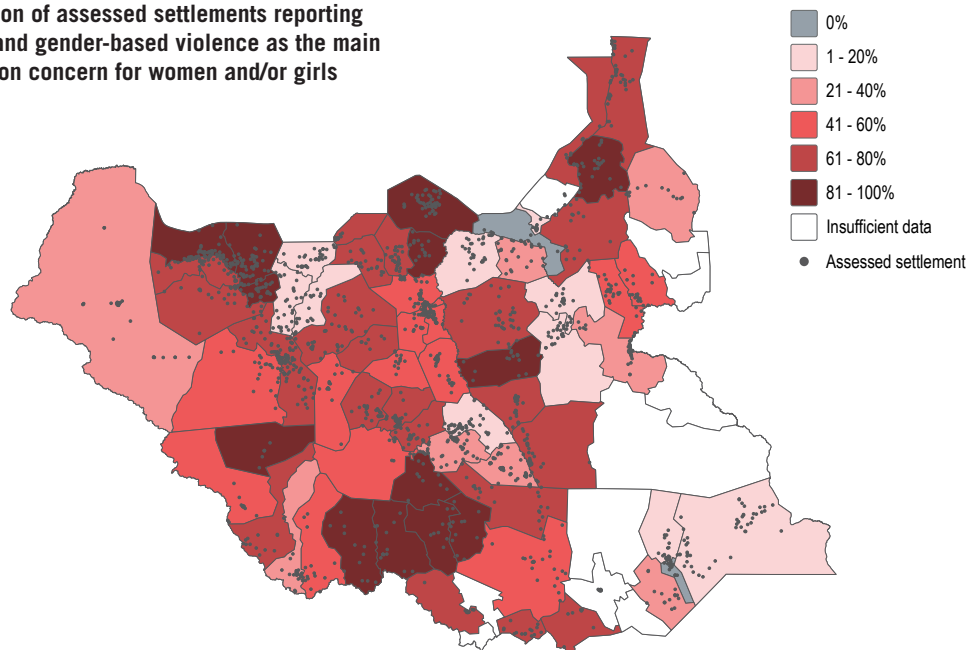 ion of assessed settlements reporting
and gender-based violence as the main
on concern for women and/or girls
0%
1 - 20%
21 - 40%
41 - 60%
61 - 80%
81 - 100%
Insufficient data
Assessed settlement